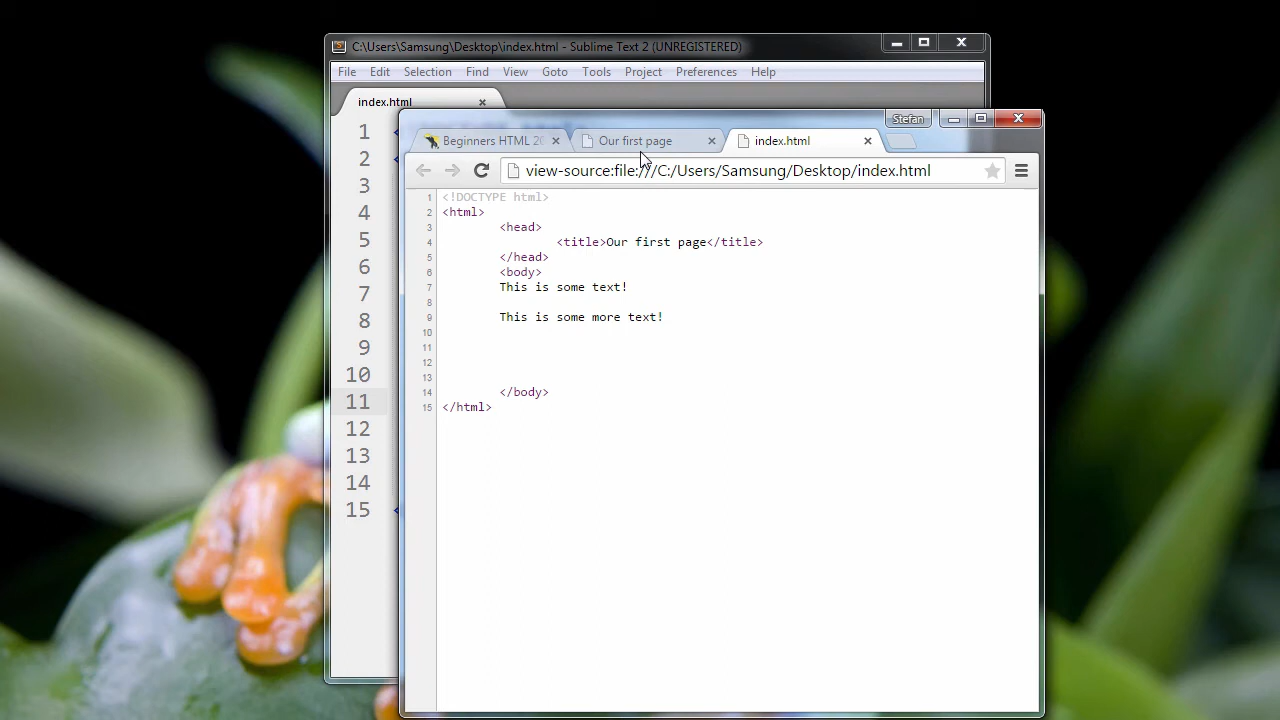 C:\Users\Samsung\Desktop\index.html - Sublime Text 2 (UNREGISTERED)
File Edit Selection Find View Goto Tools Project Preferences Help
index.html
1
2
3
4
5
6
7
8
9
10
11
12
13
14
15
Stefan
Beginners HTML 20
Our first page
index.html
view-source:file:///C:/Users/Samsung/Desktop/index.html
1 <!DOCTYPE html>
2 <html>
3 <head>
4 <title>Our first page</title>
5 </head>
6 <body>
7 This is some text!
8
9 This is some more text!
10
11
12
13
14 </body>
15 </html>